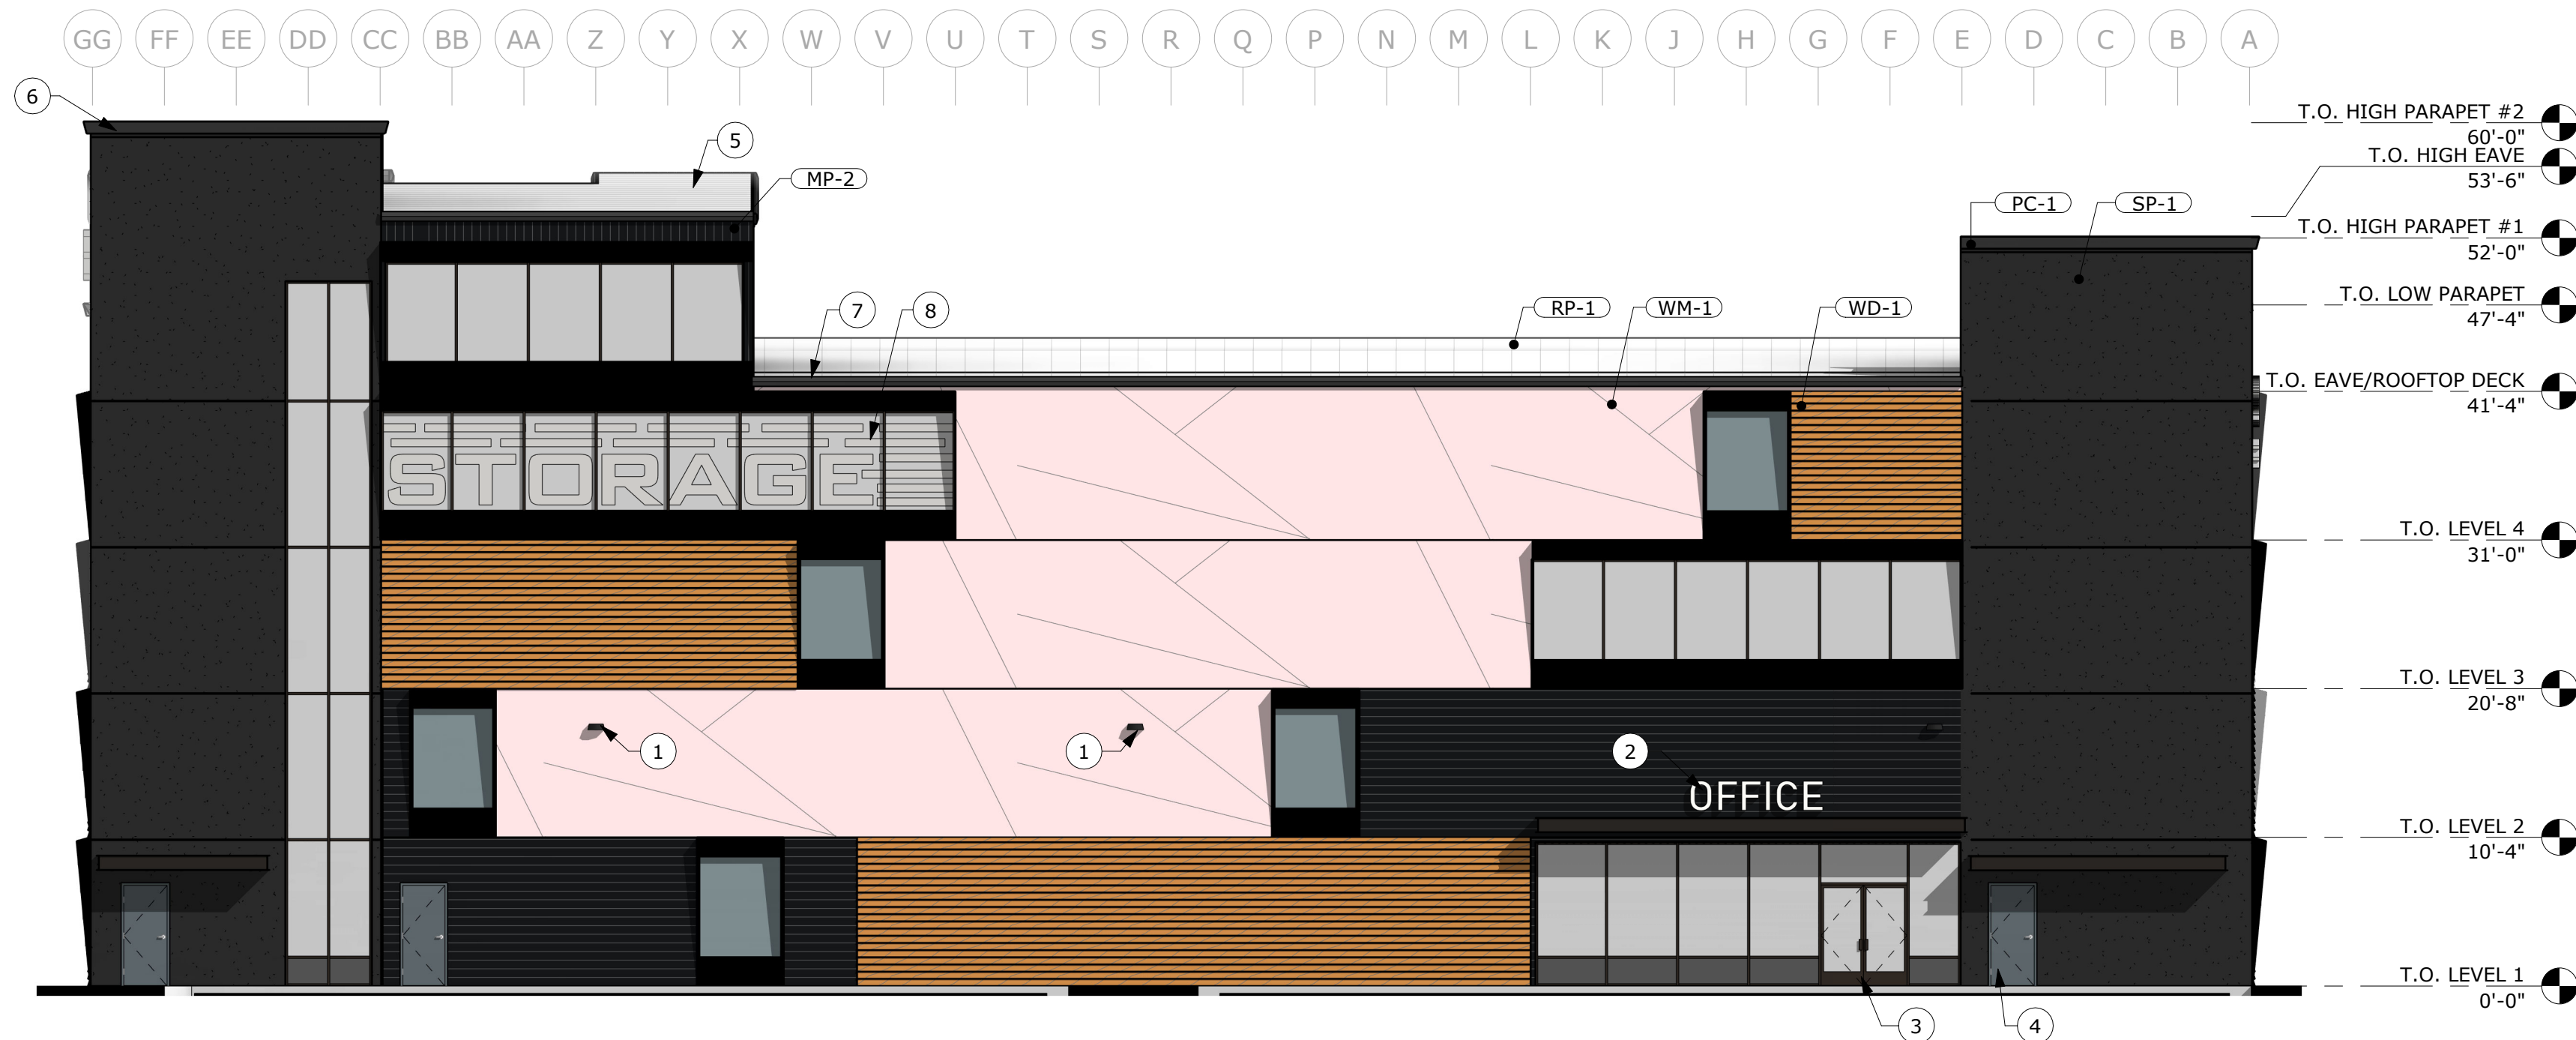 GG FF EE DD CC BB AA Z Y X W V U T S R Q P N M L K J H G F E D C B A
6
T.O. HIGH PARAPET #2
60'-0"
5
T.O. HIGH EAVE
53'-6"
MP-2
PC-1
SP-1
T.O. HIGH PARAPET #1
52'-0"
7
8
RP-1
WM-1
WD-1
T.O. LOW PARAPET
47'-4"
T.O. EAVE/ROOFTOP DECK
41'-4"
STORAGE
T.O. LEVEL 4
31'-0"
T.O. LEVEL 3
20'-8"
1
1
2
OFFICE
T.O. LEVEL 2
10'-4"
T.O. LEVEL 1
0'-0"
3
4